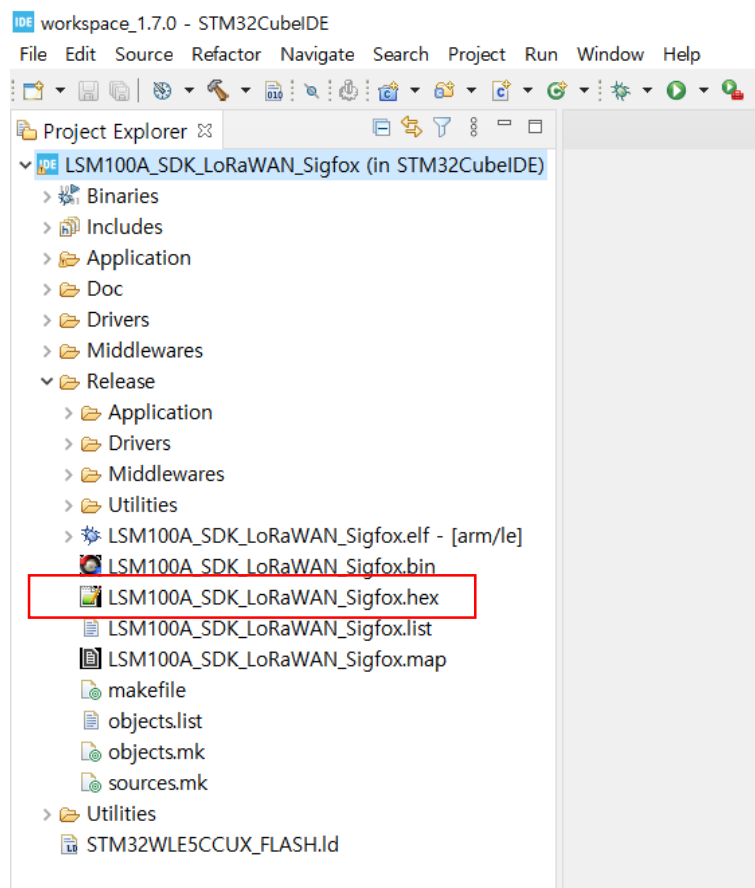 IDE workspace_1.7.0 - STM32CubeIDE
File Edit Source Refactor Navigate Search Project Run Window Help
Project Explorer
LSM100A_SDK_LoRaWAN_Sigfox (in STM32CubeIDE)
Binaries
Includes
Application
Doc
Drivers
Middlewares
Release
Application
Drivers
Middlewares
Utilities
LSM100A_SDK_LoRaWAN_Sigfox.elf - [arm/le]
LSM100A_SDK_LoRaWAN_Sigfox.bin
LSM100A_SDK_LoRaWAN_Sigfox.hex
LSM100A_SDK_LoRaWAN_Sigfox.list
LSM100A_SDK_LoRaWAN_Sigfox.map
makefile
objects.list
objects.mk
sources.mk
Utilities
STM32WLE5CCUX_FLASH.ld